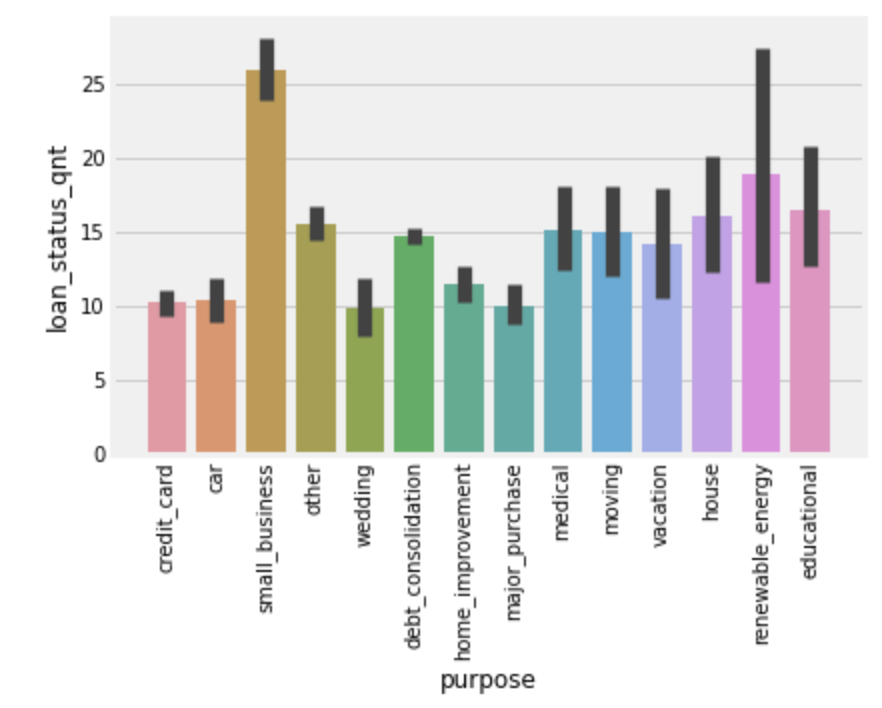 25
20
15
10
5
0
loan_status_qnt
credit_card
car
small_business
other
wedding
debt_consolidation
home_improvement
major_purchase
medical
moving
vacation
house
renewable_energy
educational
purpose